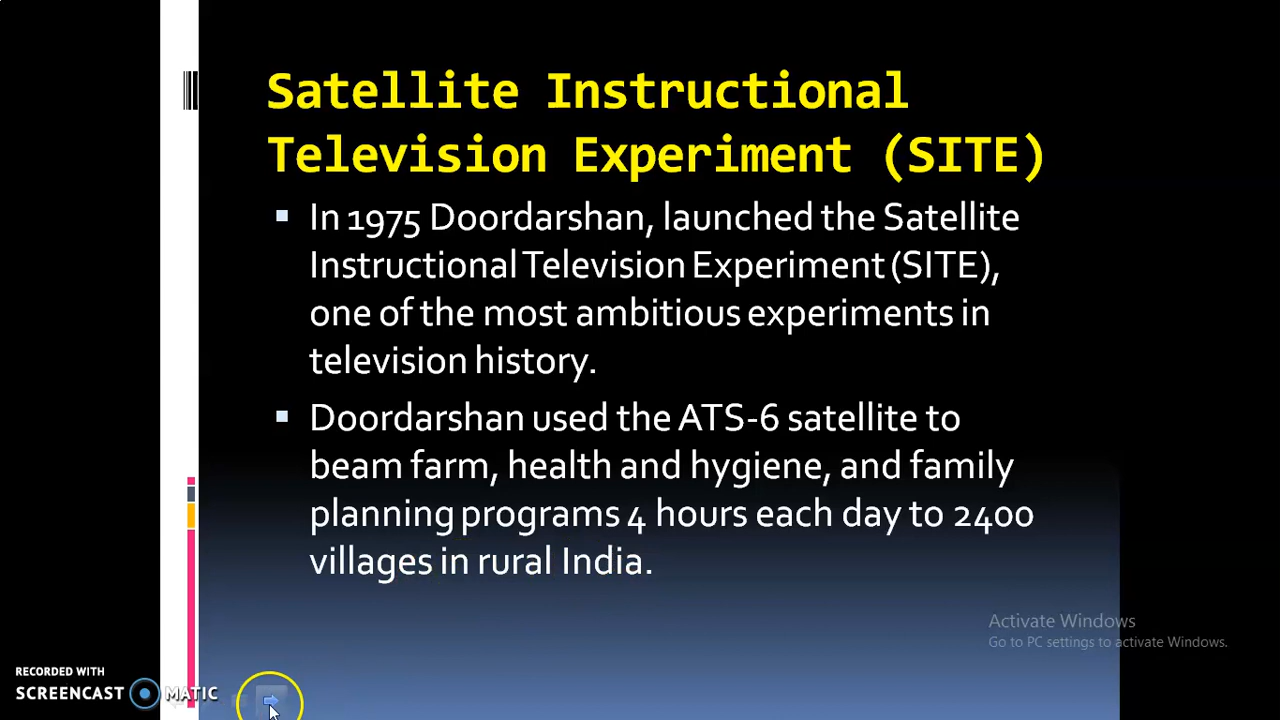 Satellite Instructional
Television Experiment (SITE)
In 1975 Doordarshan, launched the Satellite
Instructional Television Experiment (SITE),
one of the most ambitious experiments in
television history.
Doordarshan used the ATS-6 satellite to
beam farm, health and hygiene, and family
planning programs 4 hours each day to 2400
villages in rural India.
Activate Windows
Go to PC settings to activate Windows.
RECORDED WITH
SCREENCAST MATIC